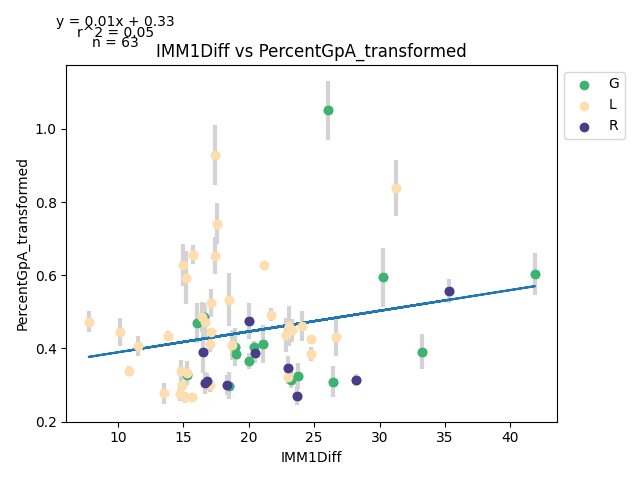 y = 0.01x + 0.33
r^2 = 0.05
n = 63
IMM1Diff vs PercentGpA_transformed
G
L
R
PercentGpA_transformed
1.0
0.8
0.6
0.4
0.2
10 15 20 25 30 35 40
IMM1Diff